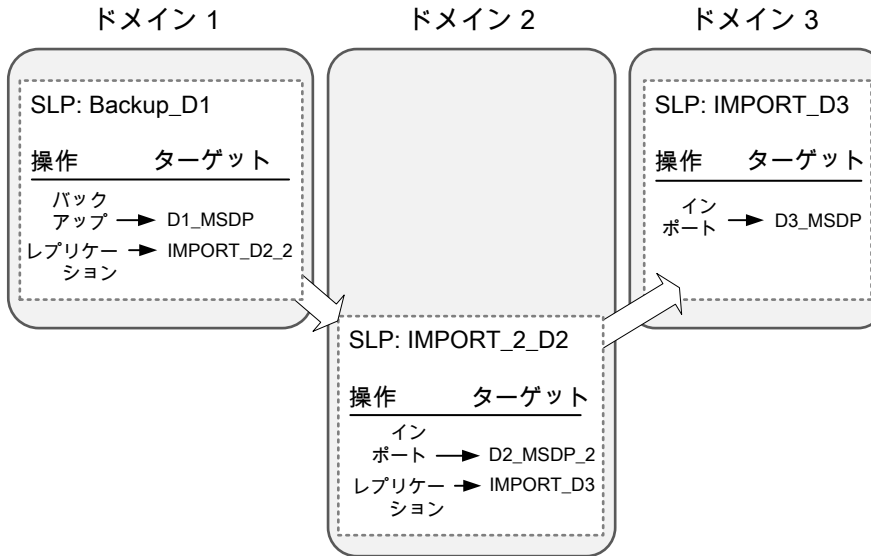 ドメイン 1
ドメイン 2
ドメイン 3
SLP: Backup_D1
操作 ターゲット
バック
アップ D1_MSDP
レプリケー IMPORT_D2_2
ション
SLP: IMPORT_2_D2
操作 ターゲット
イン
ポート D2_MSDP_2
レプリケー IMPORT_D3
ション
SLP: IMPORT_D3
操作 ターゲット
イン
ポート D3_MSDP